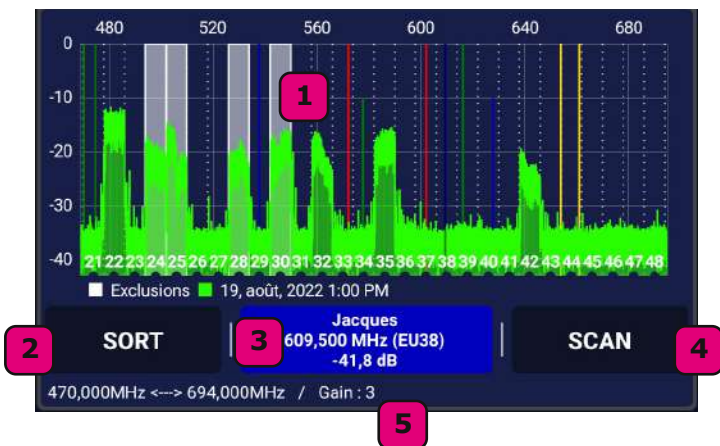 480 520 560 600 640 680
0
1
-10
-20
-30
-40
21 22 23 24 25 26 27 28 29 30 31 32 33 34 35 36 37 38 39 40 41 42 43 44 45 46 47 48
Exclusions 19, août, 2022 1:00 PM
2 SORT
3
Jacques
609,500 MHz (EU38)
-41,8 dB
SCAN 4
470,000MHz <---> 694,000MHz / Gain : 3
5